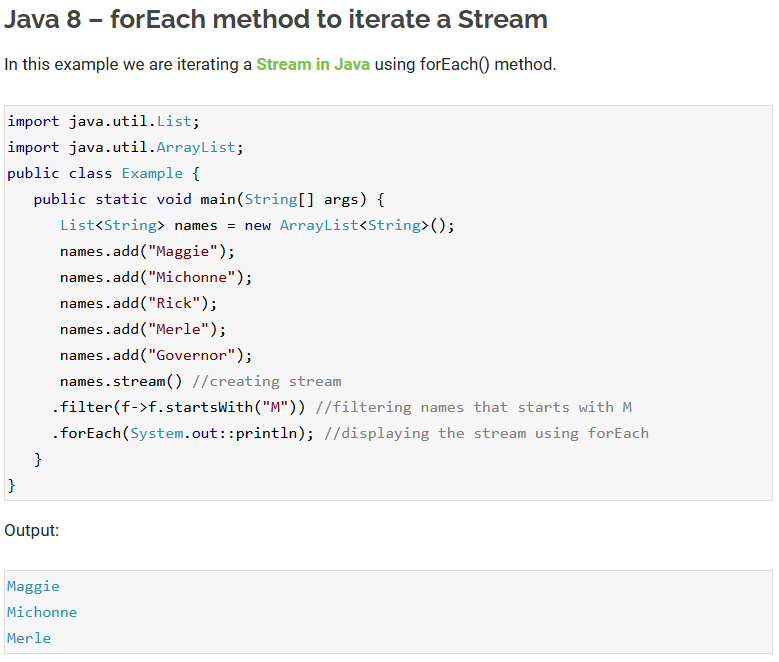 Java 8 – forEach method to iterate a Stream
In this example we are iterating a Stream in Java using forEach() method.
import java.util.List;
import java.util.ArrayList;
public class Example {
   public static void main(String[] args) {
      List<String> names = new ArrayList<String>();
      names.add("Maggie");
      names.add("Michonne");
      names.add("Rick");
      names.add("Merle");
      names.add("Governor");
      names.stream() //creating stream
     .filter(f->f.startsWith("M")) //filtering names that starts with M
     .forEach(System.out::println); //displaying the stream using forEach
   }
}
Output:
Maggie
Michonne
Merle